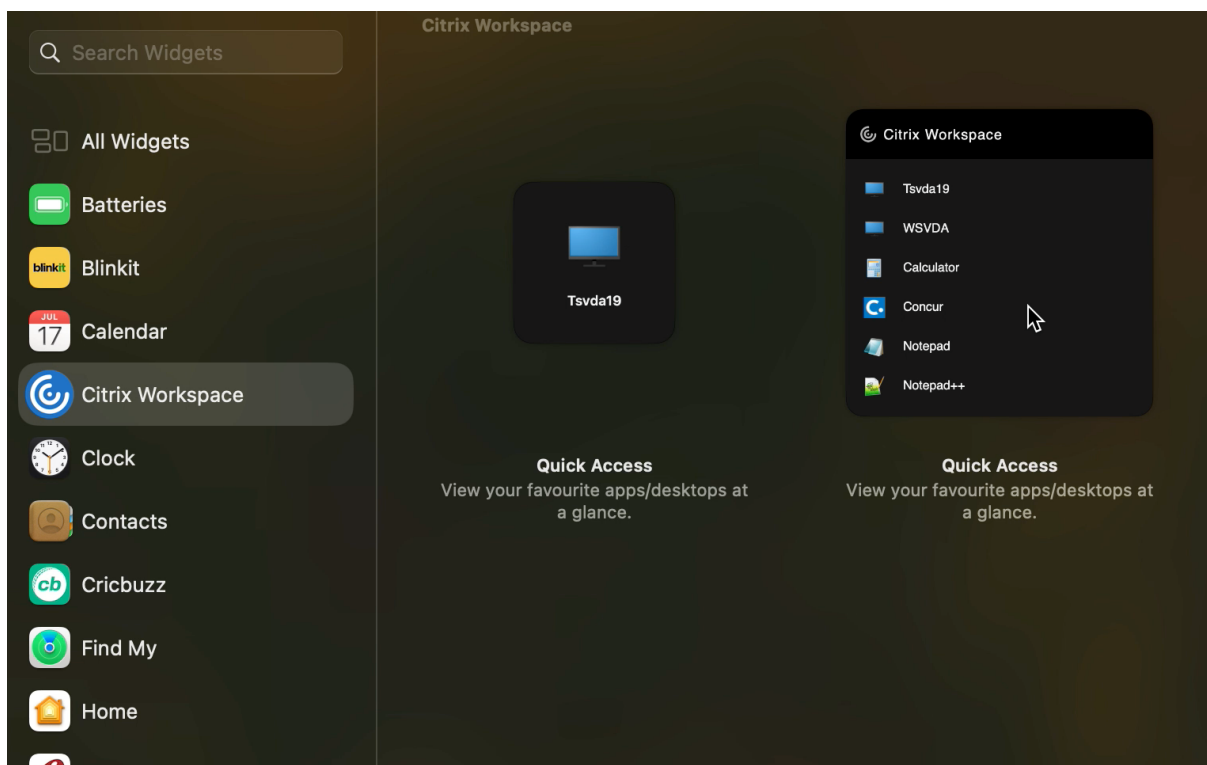 Search Widgets
All Widgets
Batteries
blinkit
Blinkit
JUL
17
Calendar
Citrix Workspace
Clock
Contacts
cb
Cricbuzz
Find My
Home
Citrix Workspace
Tsvda19
Quick Access
View your favourite apps/desktops at
a glance.
Citrix Workspace
Tsvda19
WSVDA
Calculator
C.
Concur
Notepad
Notepad++
Quick Access
View your favourite apps/desktops at
a glance.